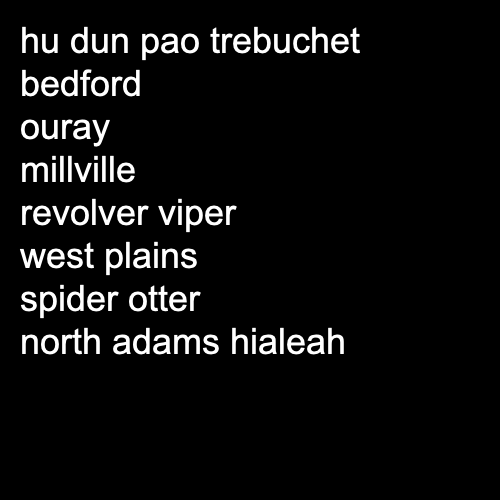 hu dun pao trebuchet
bedford
ouray
millville
revolver viper
west plains
spider otter
north adams hialeah